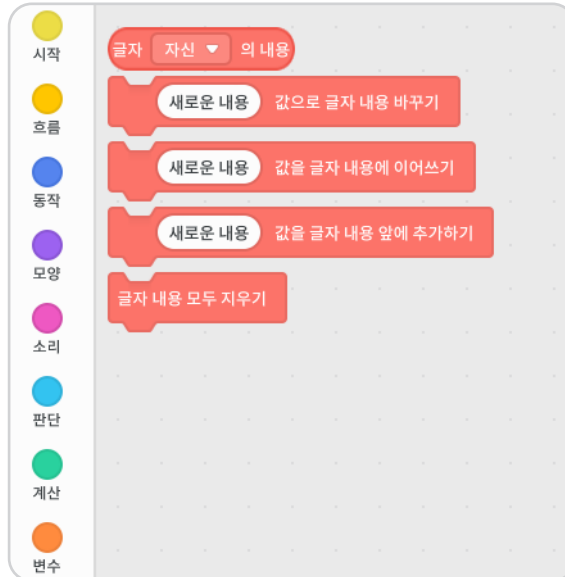 시작
흐름
동작
모양
소리
판단
계산
변수
글자 자신 ▼ 의 내용
새로운 내용 값으로 글자 내용 바꾸기
새로운 내용 값을 글자 내용에 이어쓰기
새로운 내용 값을 글자 내용 앞에 추가하기
글자 내용 모두 지우기